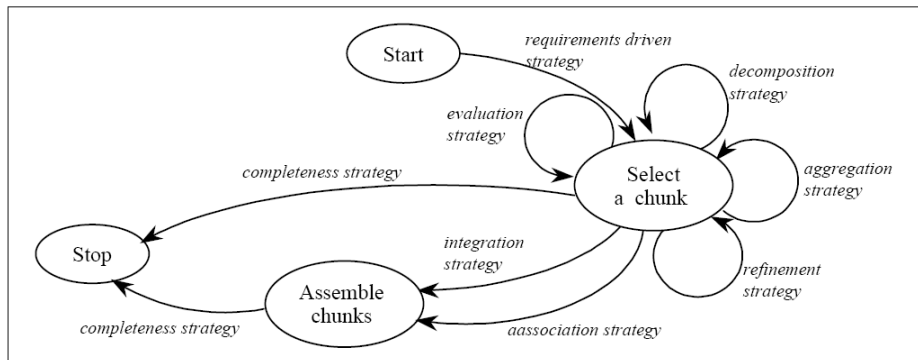 Start
requirements driven
strategy
decomposition
strategy
evaluation
strategy
Select
a chunk
aggregation
strategy
completeness strategy
Stop
integration
strategy
refinement
strategy
Assemble
chunks
completeness strategy
aassociation strategy